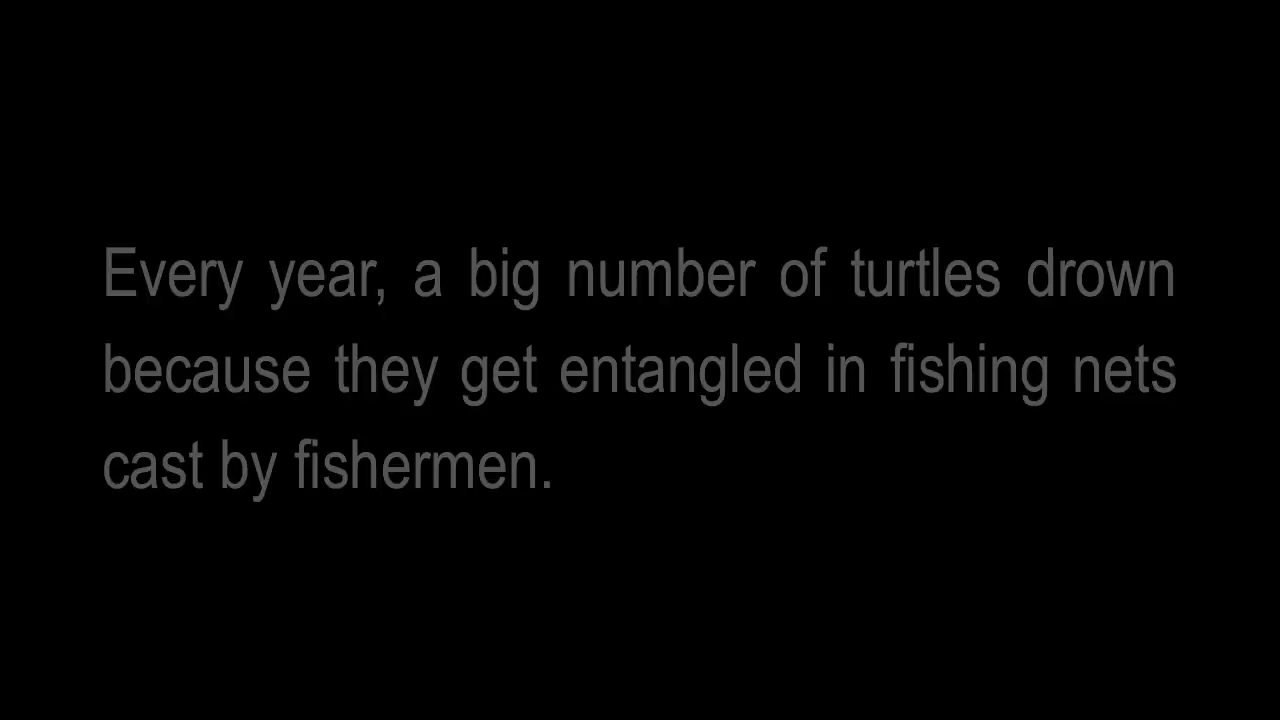 Every year, a big number of turtles drown
because they get entangled in fishing nets
cast by fishermen.